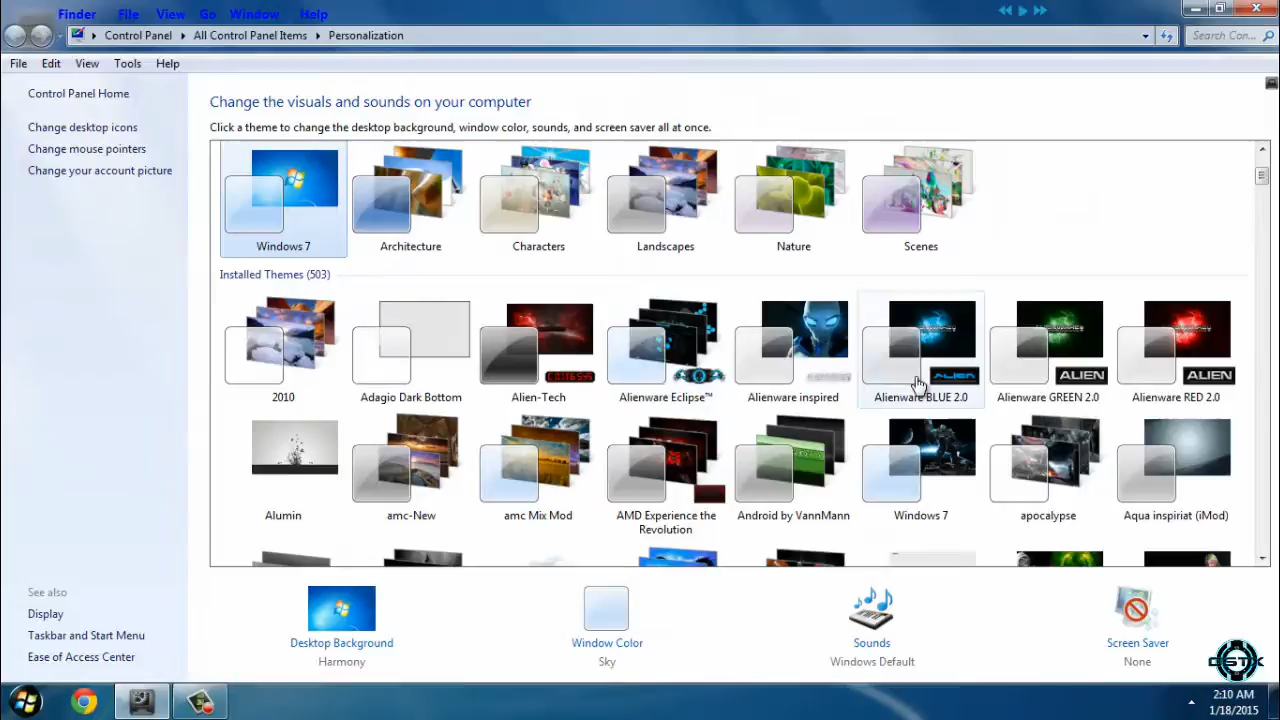 Finder File View Go Window Help
Control Panel All Control Panel Items Personalization
Search Con...
File Edit View Tools Help
Control Panel Home
Change desktop icons
Change mouse pointers
Change your account picture
Change the visuals and sounds on your computer
Click a theme to change the desktop background, window color, sounds, and screen saver all at once.
Windows 7 Architecture Characters Landscapes Nature Scenes
Installed Themes (503)
ALIEN ALIEN ALIEN
2010 Adagio Dark Bottom Alien-Tech Alienware Eclipse™ Alienware inspired Alienware BLUE 2.0 Alienware GREEN 2.0 Alienware RED 2.0
Alumin amc-New amc Mix Mod AMD Experience the Revolution Android by VannMann Windows 7 apocalypse Aqua inspiriat (iMod)
See also
Display
Taskbar and Start Menu
Ease of Access Center
Desktop Background Window Color Sounds Screen Saver
Harmony Sky Windows Default None
2:10 AM
1/18/2015